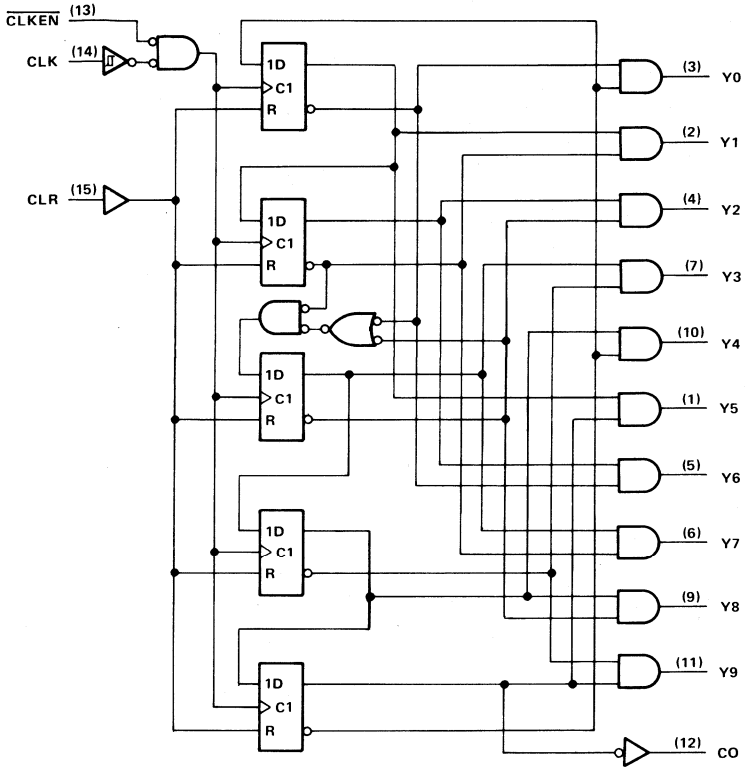 CLKEN (13)
CLK (14)
CLR (15)
1D
C1
R
1D
C1
R
1D
C1
R
1D
C1
R
1D
C1
R
(3) Y0
(2) Y1
(4) Y2
(7) Y3
(10) Y4
(1) Y5
(5) Y6
(6) Y7
(9) Y8
(11) Y9
(12) CO